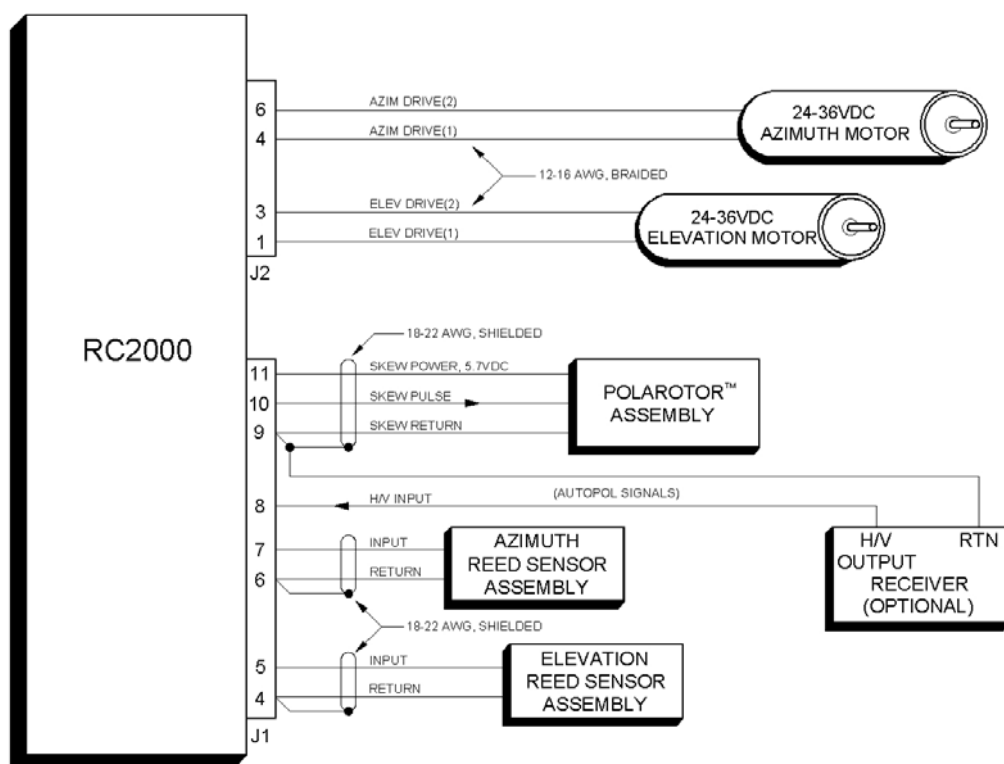 RC2000
6
AZIM DRIVE(2)
4
AZIM DRIVE(1)
24-36VDC
AZIMUTH MOTOR
12-16 AWG, BRAIDED
3
ELEV DRIVE(2)
1
ELEV DRIVE(1)
24-36VDC
ELEVATION MOTOR
J2
18-22 AWG, SHIELDED
11
SKEW POWER, 5.7VDC
10
SKEW PULSE
9
SKEW RETURN
POLAROTOR™
ASSEMBLY
8
H/V INPUT
(AUTOPOL SIGNALS)
7
INPUT
6
RETURN
AZIMUTH
REED SENSOR
ASSEMBLY
H/V
OUTPUT
RTN
RECEIVER
(OPTIONAL)
18-22 AWG, SHIELDED
5
INPUT
4
RETURN
ELEVATION
REED SENSOR
ASSEMBLY
J1